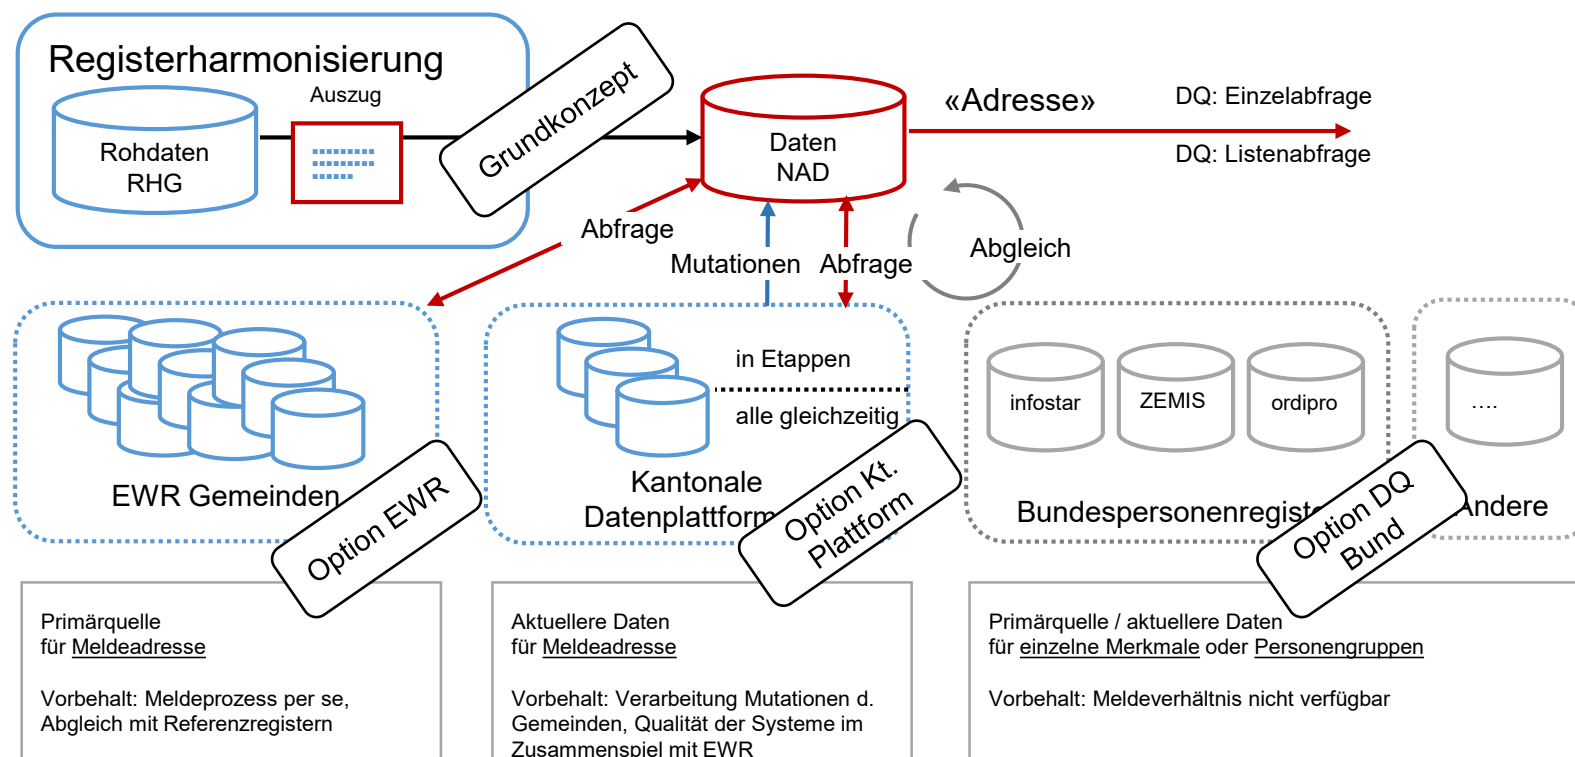 Registerharmonisierung
Auszug
Rohdaten
RHG
Grundkonzept
Daten
NAD
«Adresse»
DQ: Einzelabfrage
DQ: Listenabfrage
Abfrage
Mutationen
Abfrage
Abgleich
EWR Gemeinden
Option EWR
in Etappen
alle gleichzeitig
Kantonale
Datenplattform
Option Kt.
Plattform
infostar
ZEMIS
ordipro
....
Bundespersonenregist
Option DQ
Bund
Andere
Primärquelle
für Meldeadresse
Vorbehalt: Meldeprozess per se,
Abgleich mit Referenzregistern
Aktuellere Daten
für Meldeadresse
Vorbehalt: Verarbeitung Mutationen d.
Gemeinden, Qualität der Systeme im
Zusammenspiel mit EWR
Primärquelle / aktuellere Daten
für einzelne Merkmale oder Personengruppen
Vorbehalt: Meldeverhältnis nicht verfügbar